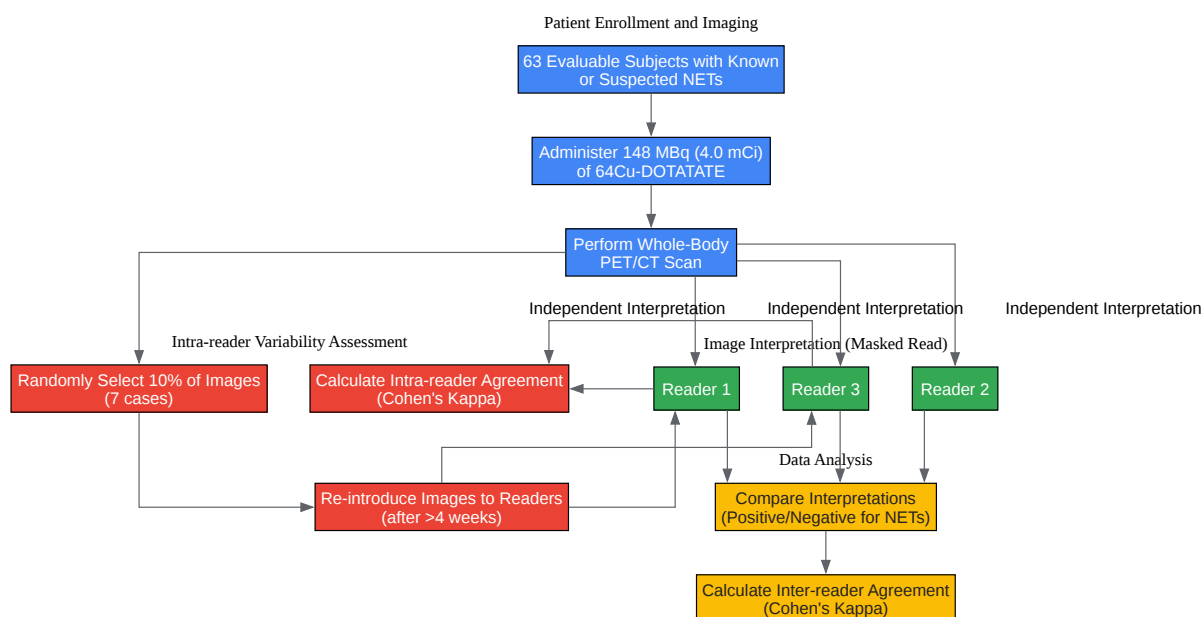 Patient Enrollment and Imaging
63 Evaluable Subjects with Known
or Suspected NETs
Administer 148 MBq (4.0 mCi)
of 64Cu-DOTATATE
Perform Whole-Body
PET/CT Scan
Independent Interpretation
Independent Interpretation
Independent Interpretation
Intra-reader Variability Assessment
Image Interpretation (Masked Read)
Randomly Select 10% of Images
(7 cases)
Calculate Intra-reader Agreement
(Cohen's Kappa)
Reader 1
Reader 3
Reader 2
Data Analysis
Re-introduce Images to Readers
(after >4 weeks)
Compare Interpretations
(Positive/Negative for NETs)
Calculate Inter-reader Agreement
(Cohen's Kappa)